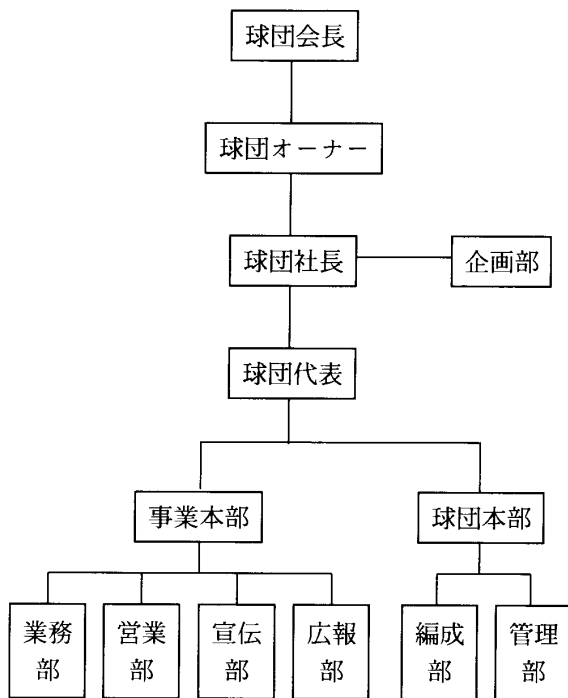 球団会長
球団オーナー
球団社長
企画部
球団代表
事業本部
球団本部
業務
部
営業
部
宣伝
部
広報
部
編成
部
管理
部